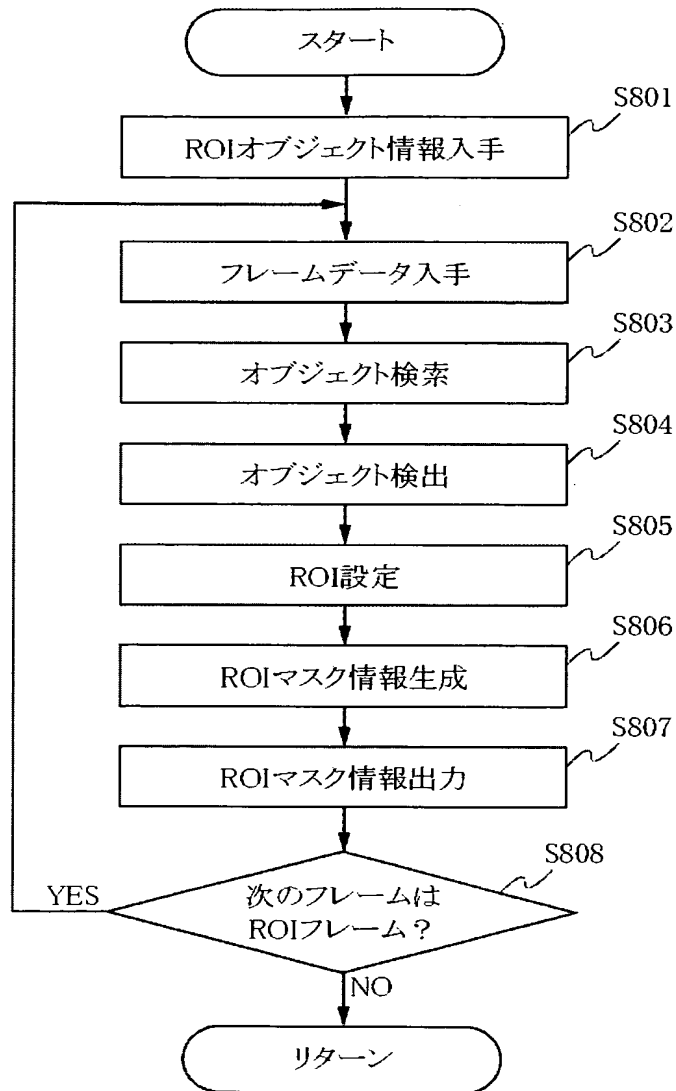 スタート
S801
ROIオブジェクト情報入手
S802
フレームデータ入手
S803
オブジェクト検索
S804
オブジェクト検出
S805
ROI設定
S806
ROIマスク情報生成
S807
ROIマスク情報出力
S808
YES
次のフレームは
ROIフレーム？
NO
リターン